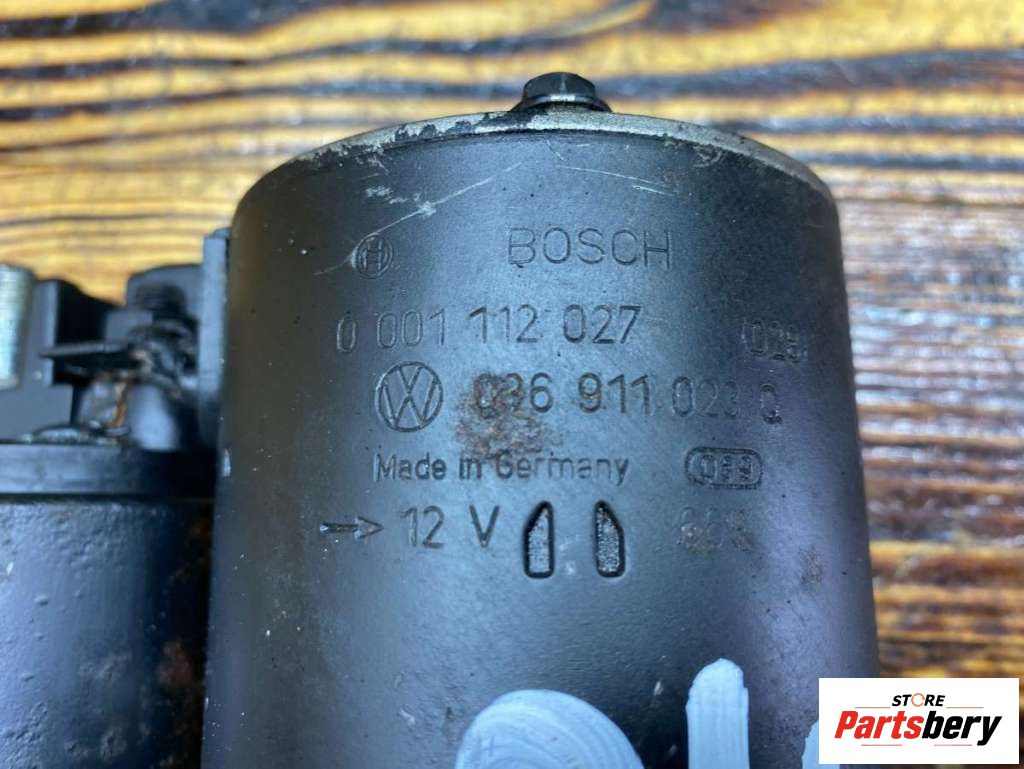 BOSCH
0 001 112 027
036 911 023 Q
Made in Germany
12 V
STORE
Partsbery